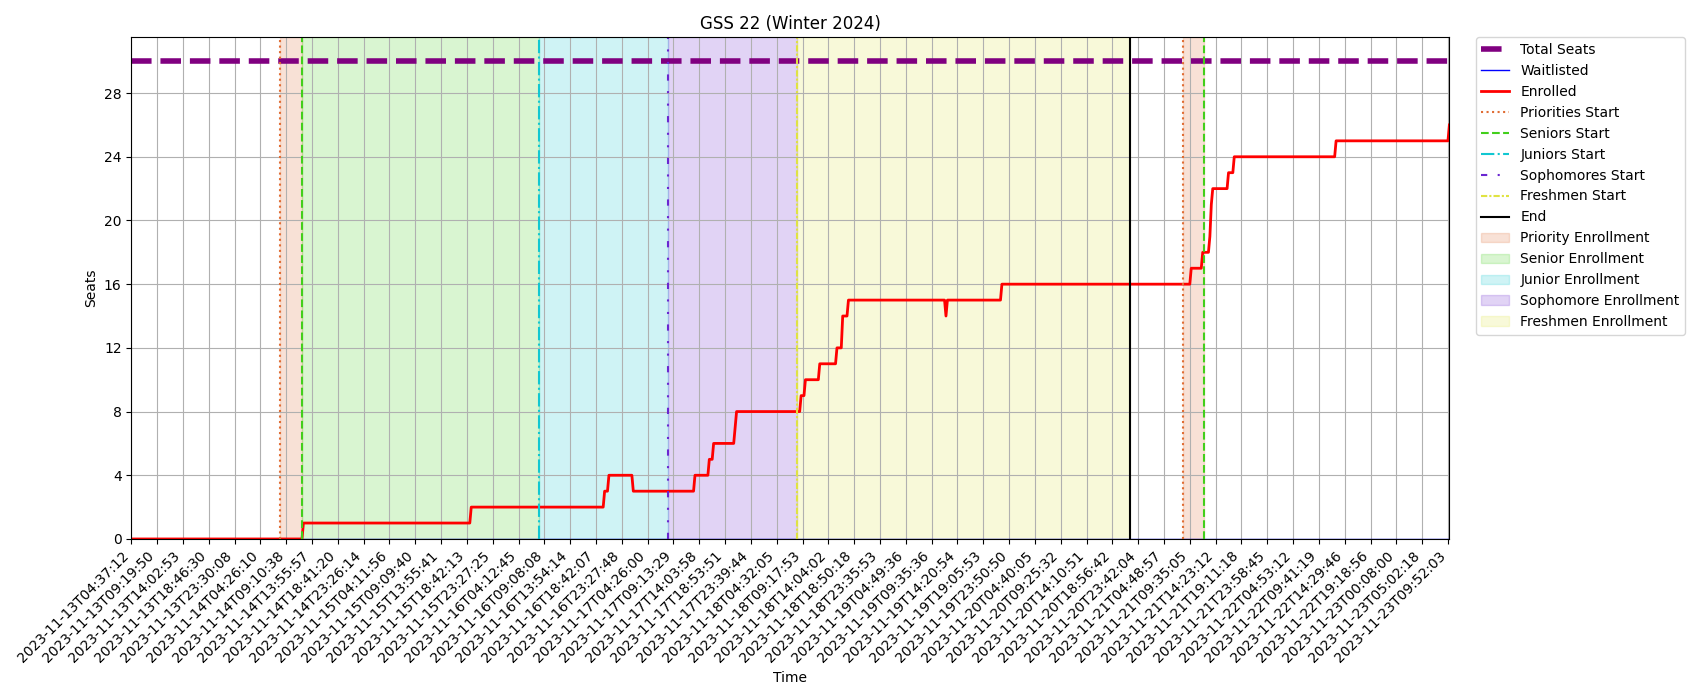 GSS 22 (Winter 2024)
Seats
28
24
20
16
12
8
4
0
2023-11-13T04:37:12
2023-11-13T09:19:50
2023-11-13T14:02:53
2023-11-13T18:46:30
2023-11-13T23:30:08
2023-11-14T04:26:10
2023-11-14T09:10:38
2023-11-14T13:55:57
2023-11-14T18:41:20
2023-11-14T23:26:14
2023-11-15T04:11:56
2023-11-15T09:09:40
2023-11-15T13:55:41
2023-11-15T18:42:13
2023-11-15T23:27:25
2023-11-16T04:12:45
2023-11-16T09:08:08
2023-11-16T13:54:14
2023-11-16T18:42:07
2023-11-16T23:27:48
2023-11-17T04:26:00
2023-11-17T09:13:29
2023-11-17T14:03:58
2023-11-17T18:53:51
2023-11-17T23:39:44
2023-11-18T04:32:05
2023-11-18T09:17:53
2023-11-18T14:04:02
2023-11-18T18:50:18
2023-11-18T23:35:53
2023-11-19T04:49:36
2023-11-19T09:35:36
2023-11-19T14:20:54
2023-11-19T19:05:53
2023-11-19T23:50:50
2023-11-20T04:40:05
2023-11-20T09:25:32
2023-11-20T14:10:51
2023-11-20T18:56:42
2023-11-20T23:42:04
2023-11-21T04:48:57
2023-11-21T09:35:05
2023-11-21T14:23:12
2023-11-21T19:11:18
2023-11-21T23:58:45
2023-11-22T04:53:12
2023-11-22T09:41:19
2023-11-22T14:29:46
2023-11-22T19:18:56
2023-11-23T00:08:00
2023-11-23T05:02:18
2023-11-23T09:52:03
Time
Total Seats
Waitlisted
Enrolled
Priorities Start
Seniors Start
Juniors Start
Sophomores Start
Freshmen Start
End
Priority Enrollment
Senior Enrollment
Junior Enrollment
Sophomore Enrollment
Freshmen Enrollment